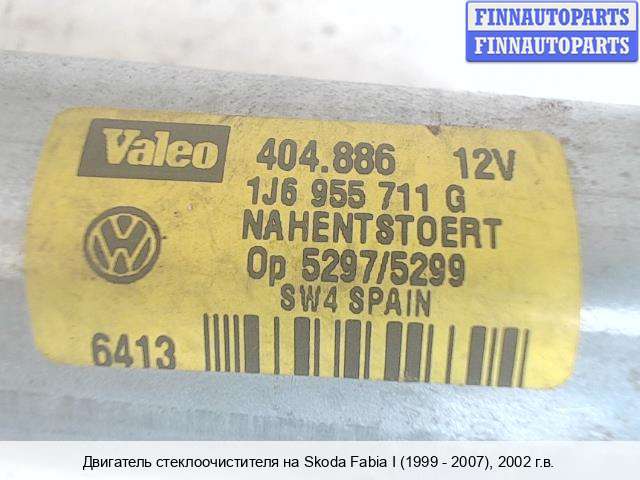 FINNAUTOPARTS
FINNAUTOPARTS
Valeo 404.886 12V
1J6 955 711 G
NAHENTSTOERT
Op 5297/5299
SW4 SPAIN
6413
Двигатель стеклоочистителя на Skoda Fabia I (1999 - 2007), 2002 г.в.